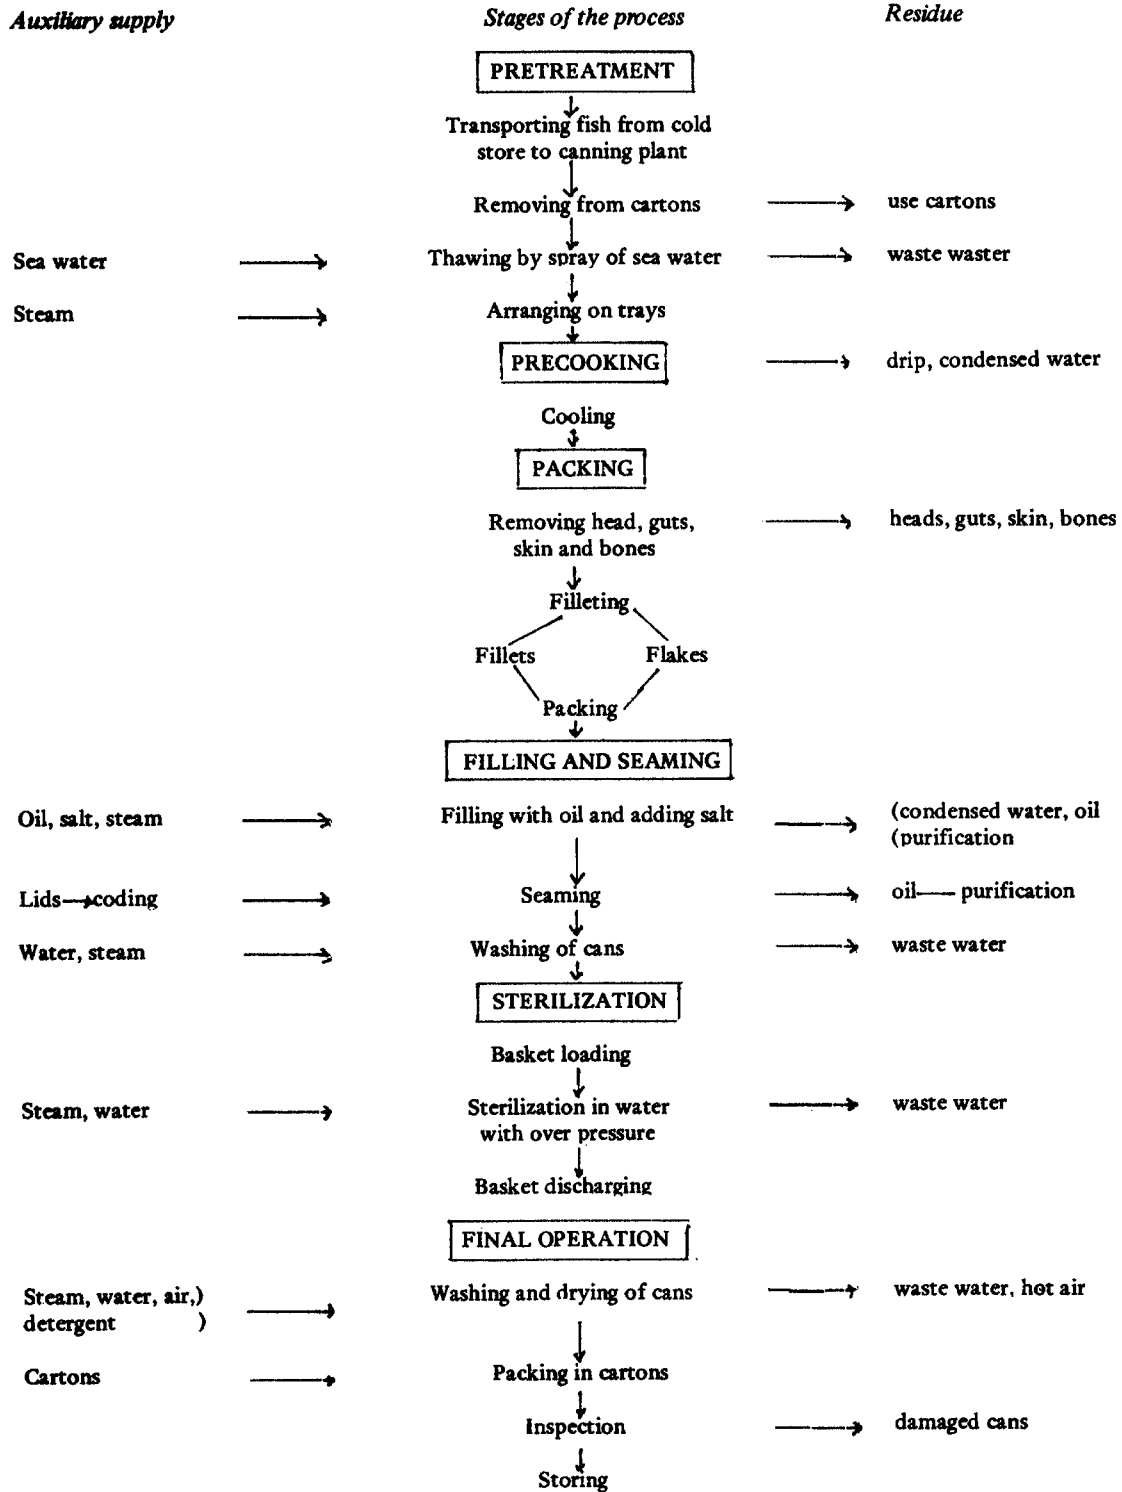 Auxiliary supply Stages of the process Residue
PRETREATMENT
Transporting fish from cold
store to canning plant
Removing from cartons use cartons
Sea water Thawing by spray of sea water waste waster
Steam Arranging on trays
PRECOOKING drip, condensed water
Cooling
PACKING
Removing head, guts, heads, guts, skin, bones
skin and bones
Filleting
Fillets Flakes
Packing
FILLING AND SEAMING
Oil, salt, steam Filling with oil and adding salt (condensed water, oil
(purification
Lids→coding Seaming oil— purification
Water, steam Washing of cans waste water
STERILIZATION
Basket loading
Steam, water Sterilization in water waste water
with over pressure
Basket discharging
FINAL OPERATION
Steam, water, air,) Washing and drying of cans waste water, hot air
detergent )
Cartons Packing in cartons
Inspection damaged cans
Storing